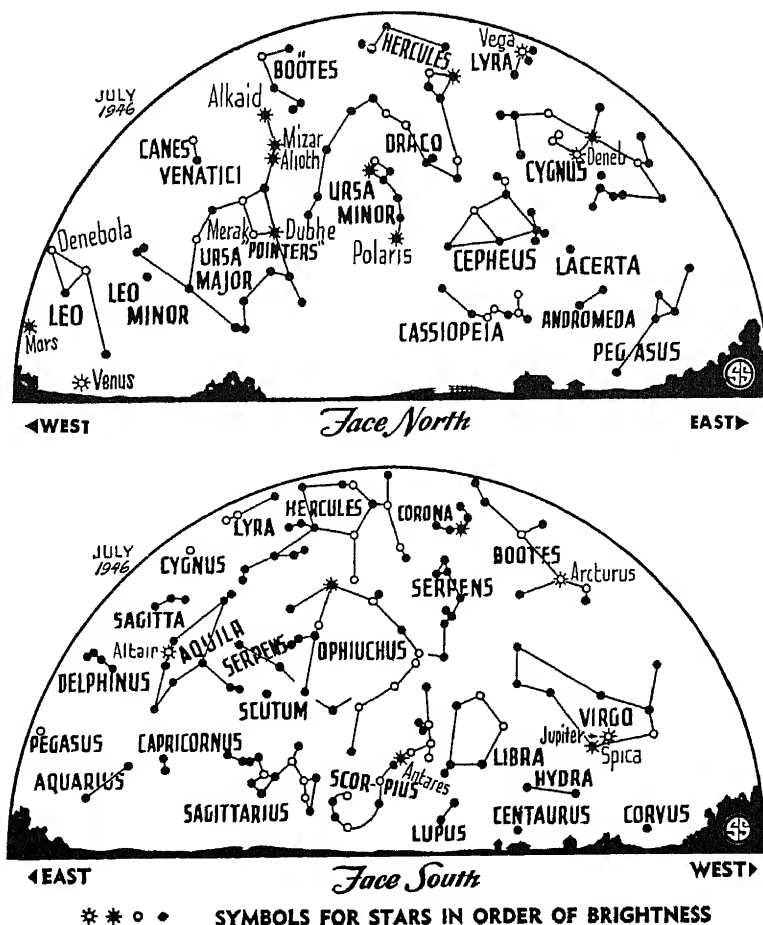 HERCULES
Vega
LYRA
BOÖTES
JULY
1946
Alkaid
CANES
VENATICI
Mizar
Alioth
DRACO
CYGNUS
Deneb
URSA
MINOR
Denebola
Merak
"POINTERS"
Dubhe
Polaris
URSA
MAJOR
CEPHEUS
LACERTA
LEO
LEO
MINOR
CASSIOPEIA
ANDROMEDA
PEGASUS
Mars
Venus
SS
◄WEST
Face North
EAST►
HERCULES
LYRA
CORONA
JULY
1946
CYGNUS
BOOTES
Arcturus
SERPENS
SAGITTA
Altair
AQUILA
SERPENS
OPHIUCHUS
DELPHINUS
SCUTUM
VIRGO
PEGASUS
CAPRICORNUS
Jupiter
Spica
AQUARIUS
SAGITTARIUS
SCORPIUS
Antares
LIBRA
HYDRA
LUPUS
CENTAURUS
CORVUS
SS
◄EAST
Face South
WEST►
SYMBOLS FOR STARS IN ORDER OF BRIGHTNESS